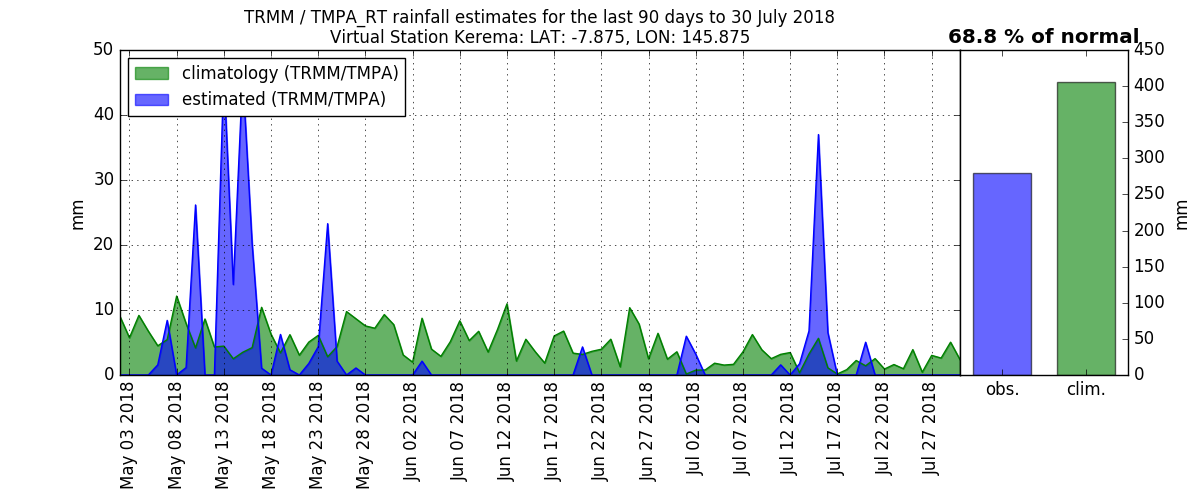 TRMM / TMPA_RT rainfall estimates for the last 90 days to 30 July 2018
Virtual Station Kerema: LAT: -7.875, LON: 145.875
68.8 % of normal
climatology (TRMM/TMPA)
estimated (TRMM/TMPA)
50
40
30
20
10
0
mm
May 03 2018
May 08 2018
May 13 2018
May 18 2018
May 23 2018
May 28 2018
Jun 02 2018
Jun 07 2018
Jun 12 2018
Jun 17 2018
Jun 22 2018
Jun 27 2018
Jul 02 2018
Jul 07 2018
Jul 12 2018
Jul 17 2018
Jul 22 2018
Jul 27 2018
450
400
350
300
250
200
150
100
50
0
mm
obs.
clim.